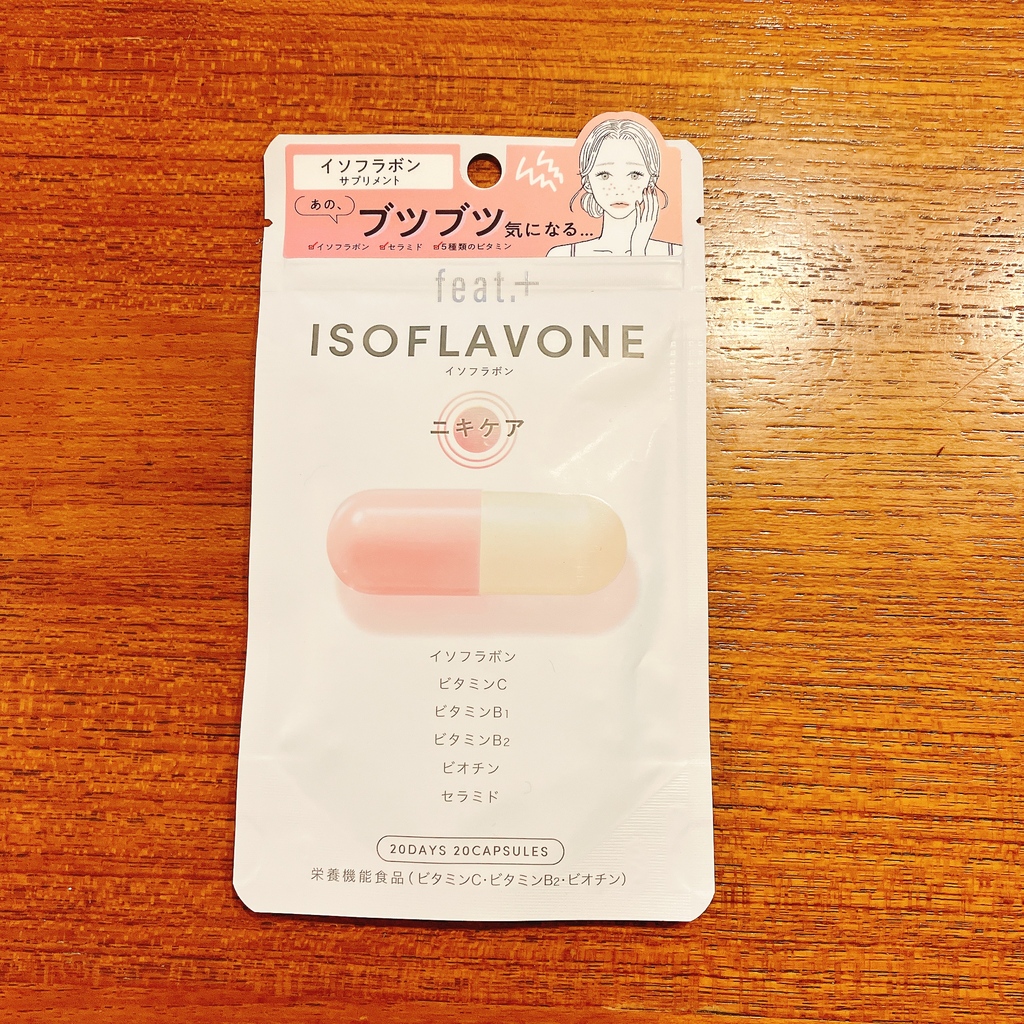 イソフラボン
サプリメント
あの、
ブツブツ気になる...
イソフラボン セラミド 5種類のビタミン
feat.+
ISOFLAVONE
イソフラボン
ニキケア
イソフラボン
ビタミンC
ビタミンB1
ビタミンB2
ビオチン
セラミド
20DAYS 20CAPSULES
栄養機能食品(ビタミンC・ビタミンB2・ビオチン)